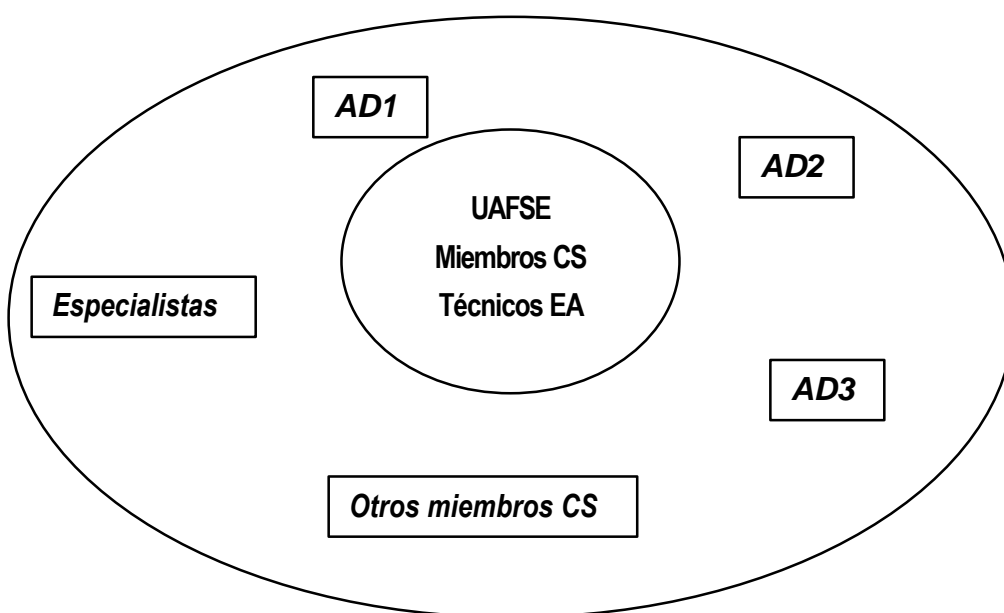 AD1
AD2
UAFSE
Miembros CS
Técnicos EA
Especialistas
AD3
Otros miembros CS